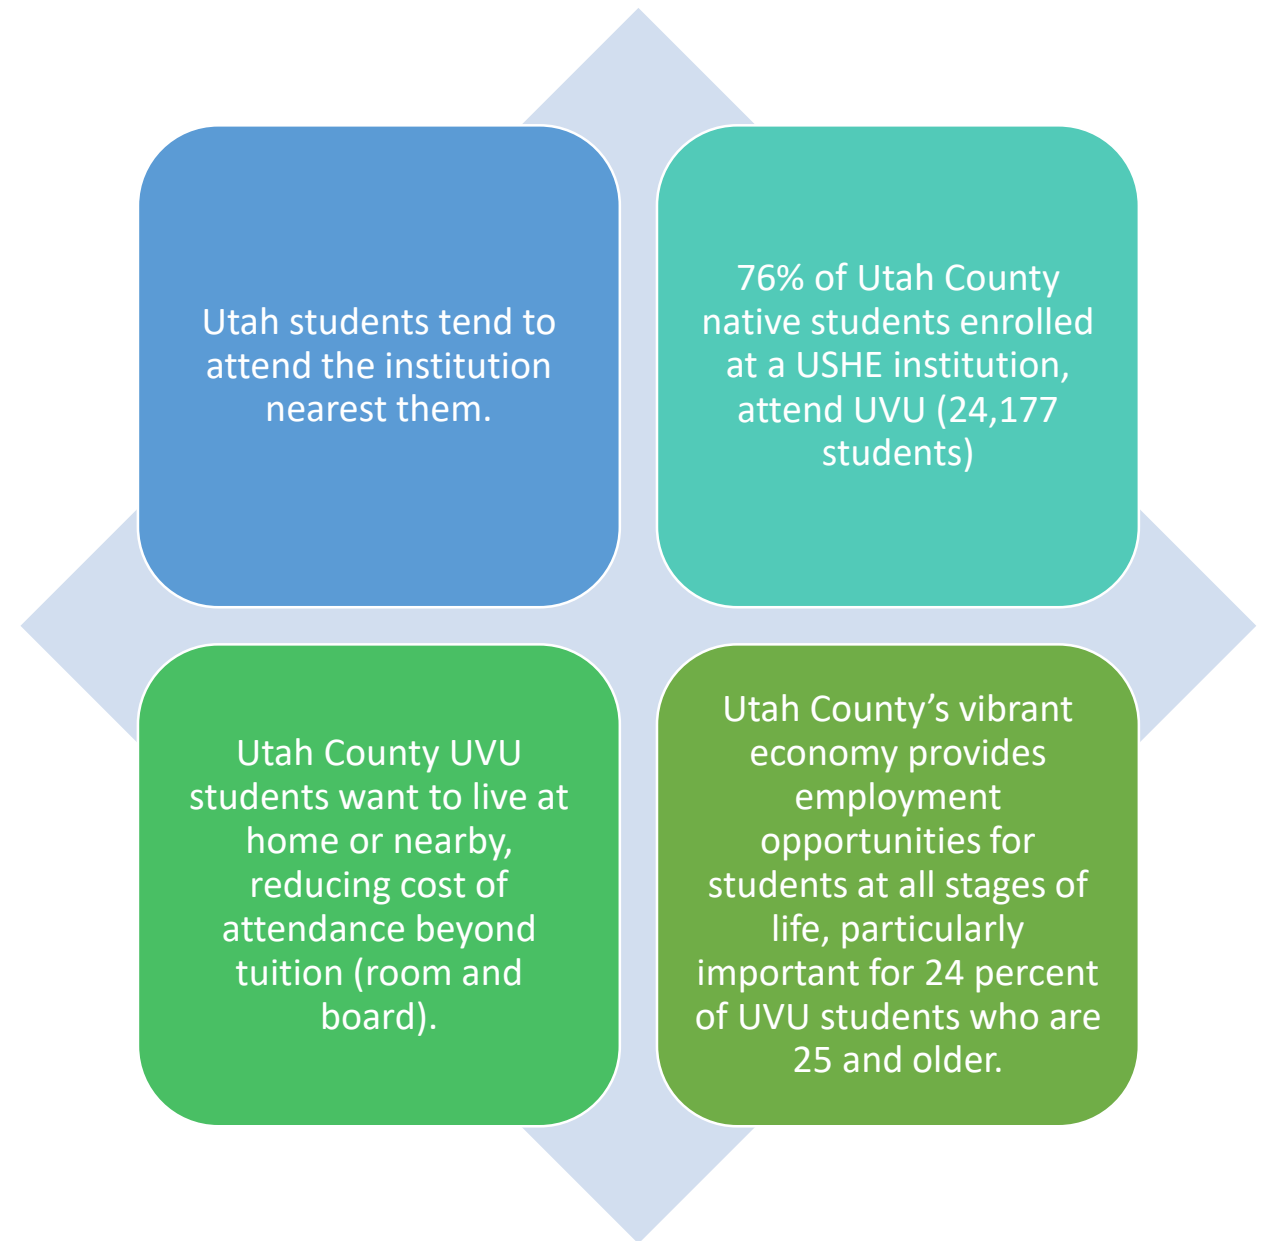 Utah students tend to
attend the institution
nearest them.
76% of Utah County
native students enrolled
at a USHE institution,
attend UVU (24,177
students)
Utah County UVU
students want to live at
home or nearby,
reducing cost of
attendance beyond
tuition (room and
board).
Utah County’s vibrant
economy provides
employment
opportunities for
students at all stages of
life, particularly
important for 24 percent
of UVU students who are
25 and older.